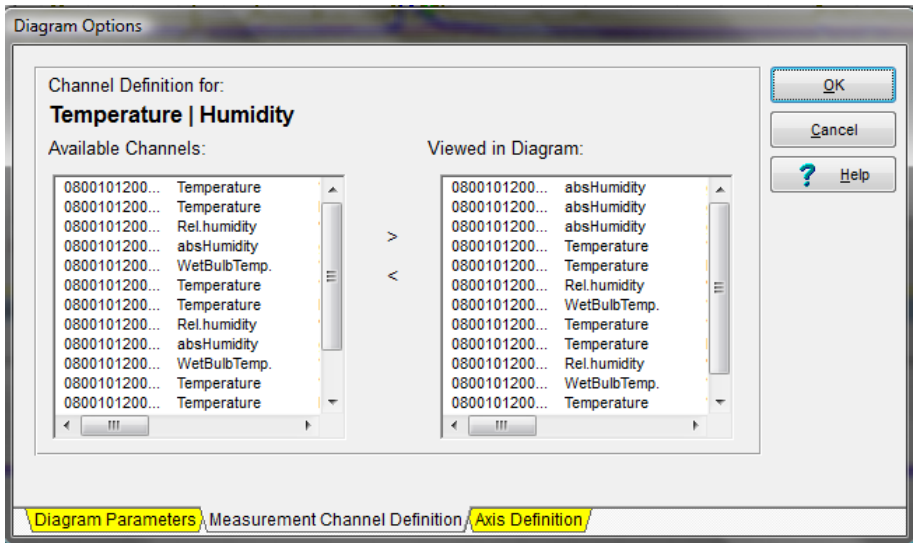 Diagram Options
Channel Definition for:
Temperature | Humidity
Available Channels:
0800101200... Temperature
0800101200... Temperature
0800101200... Rel.humidity
0800101200... absHumidity
0800101200... WetBulbTemp.
0800101200... Temperature
0800101200... Temperature
0800101200... Rel.humidity
0800101200... absHumidity
0800101200... WetBulbTemp.
0800101200... Temperature
0800101200... Temperature
>
<
Viewed in Diagram:
0800101200... absHumidity
0800101200... absHumidity
0800101200... absHumidity
0800101200... Temperature
0800101200... Temperature
0800101200... Rel.humidity
0800101200... WetBulbTemp.
0800101200... Temperature
0800101200... Temperature
0800101200... Rel.humidity
0800101200... WetBulbTemp.
0800101200... Temperature
OK
Cancel
? Help
Diagram Parameters Measurement Channel Definition Axis Definition